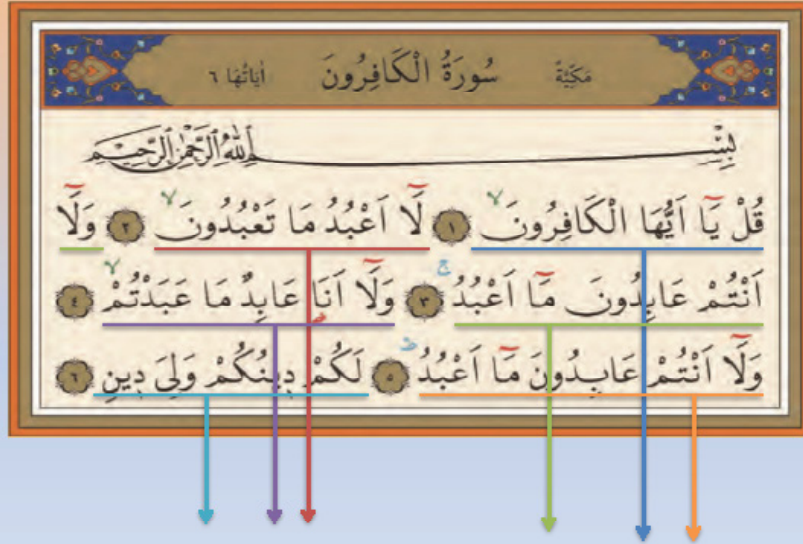 مَكِّيَّةٌ سُورَةُ الْكَافِرُونَ اٰيَاتُهَا ٦
بِسْمِ اللّٰهِ الرَّحْمٰنِ الرَّحِيمِ
قُلْ يَٓا اَيُّهَا الْكَافِرُونَۙ ١ لَٓا اَعْبُدُ مَا تَعْبُدُونَۙ ٢ وَلَٓا
اَنْتُمْ عَابِدُونَ مَٓا اَعْبُدُۚ ٣ وَلَٓا اَنَا۬ عَابِدٌ مَا عَبَدْتُمْۙ ٤
وَلَٓا اَنْتُمْ عَابِدُونَ مَٓا اَعْبُدُۜ ٥ لَكُمْ د۪ينُكُمْ وَلِيَ د۪ينِ ٦